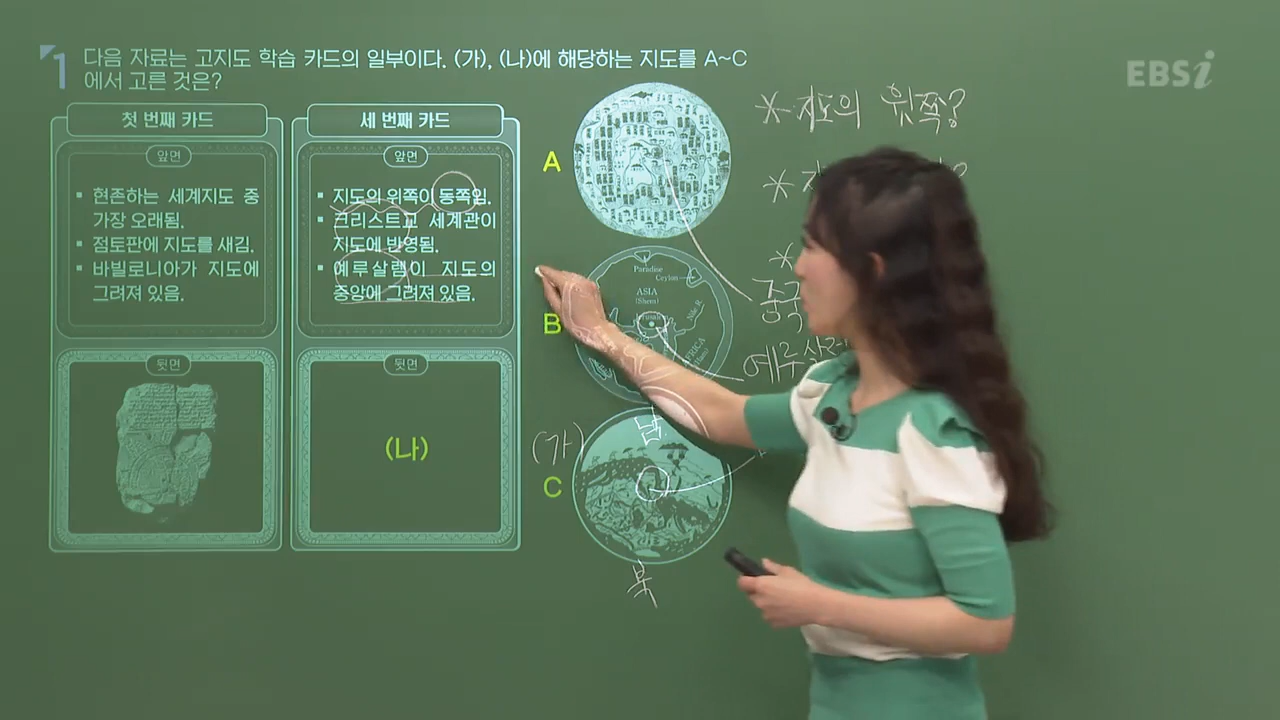 1 다음 자료는 고지도 학습 카드의 일부이다. (가), (나)에 해당하는 지도를 A~C
에서 고른 것은?
EBSi
첫 번째 카드
앞면
▪ 현존하는 세계지도 중
가장 오래됨.
▪ 점토판에 지도를 새김.
▪ 바빌로니아가 지도에
그려져 있음.
뒷면
세 번째 카드
앞면
▪ 지도의 위쪽이 동쪽임.
▪ 크리스트교 세계관이
지도에 반영됨.
▪ 예루살렘이 지도의
중앙에 그려져 있음.
뒷면
(나)
A
B
Paradise
Ceylon
ASIA
(Shem)
Nile R.
(가)
C
남
북
*지도의 윗쪽?
*
*
중국
예루살